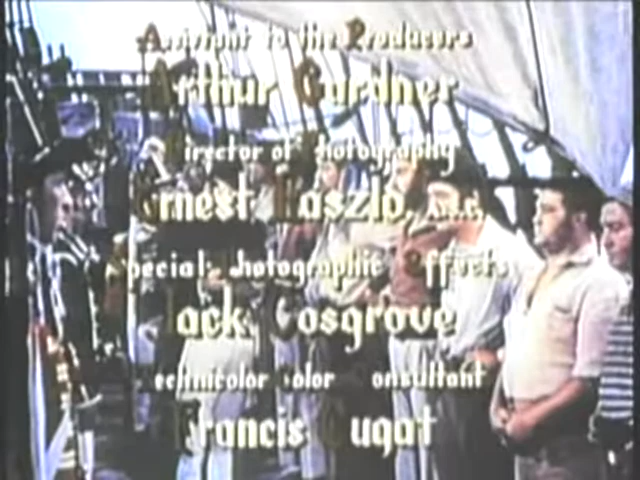 Assistant to the Producers
Arthur Gardner
Director of Photography
Ernest Laszlo, A.S.C.
Special Photographic Effects
Jack Cosgrove
Technicolor Color Consultant
Francis Cugat